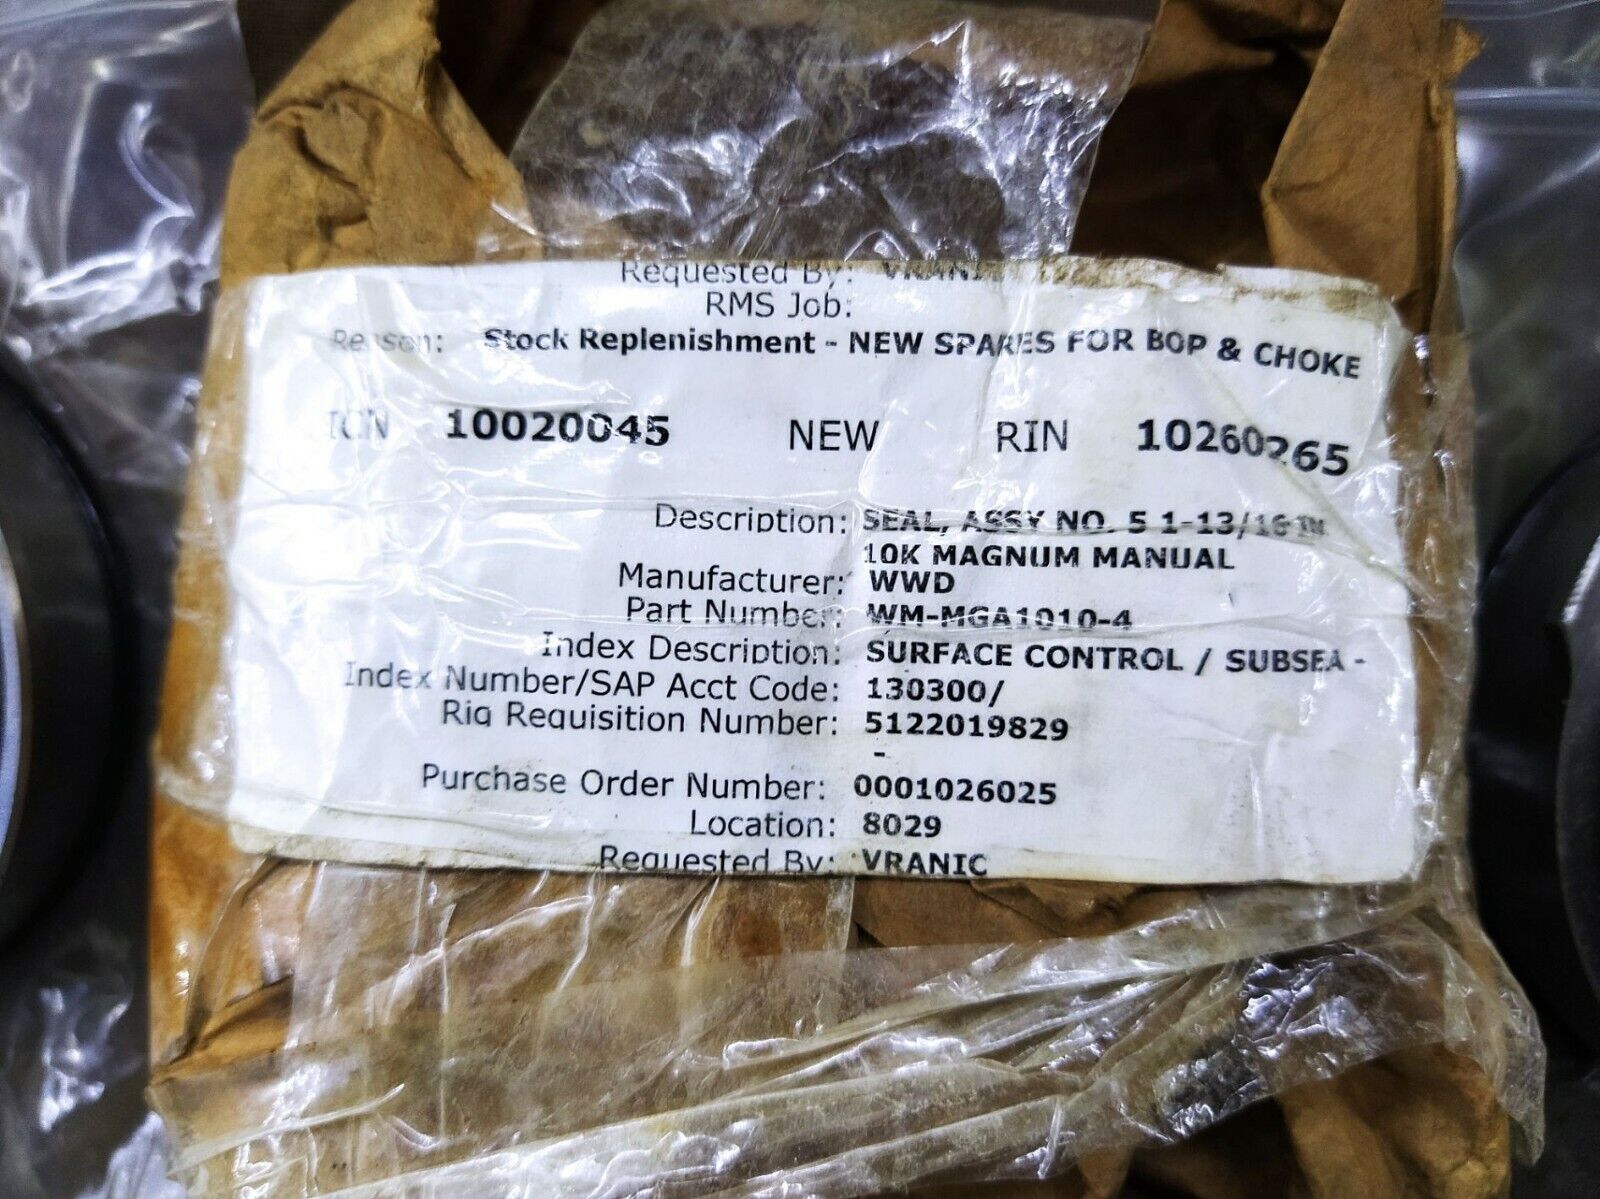 Requested By: VRANIC
RMS Job:
Reason: Stock Replenishment - NEW SPARES FOR BOP & CHOKE
ICN 10020045 NEW RIN 10260265
Description: SEAL, ASSY NO. 5 1-13/16-IN
10K MAGNUM MANUAL
Manufacturer: WWD
Part Number: WM-MGA1010-4
Index Description: SURFACE CONTROL / SUBSEA -
Index Number/SAP Acct Code: 130300/
Rig Requisition Number: 5122019829
-
Purchase Order Number: 0001026025
Location: 8029
Requested By: VRANIC